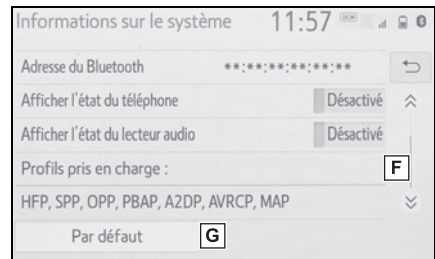 Informations sur le système 11:57 DCM
Adresse du Bluetooth **:**:**:**:**:**
Afficher l'état du téléphone Désactivé
Afficher l'état du lecteur audio Désactivé
Profils pris en charge : F
HFP, SPP, OPP, PBAP, A2DP, AVRCP, MAP
Par défaut G